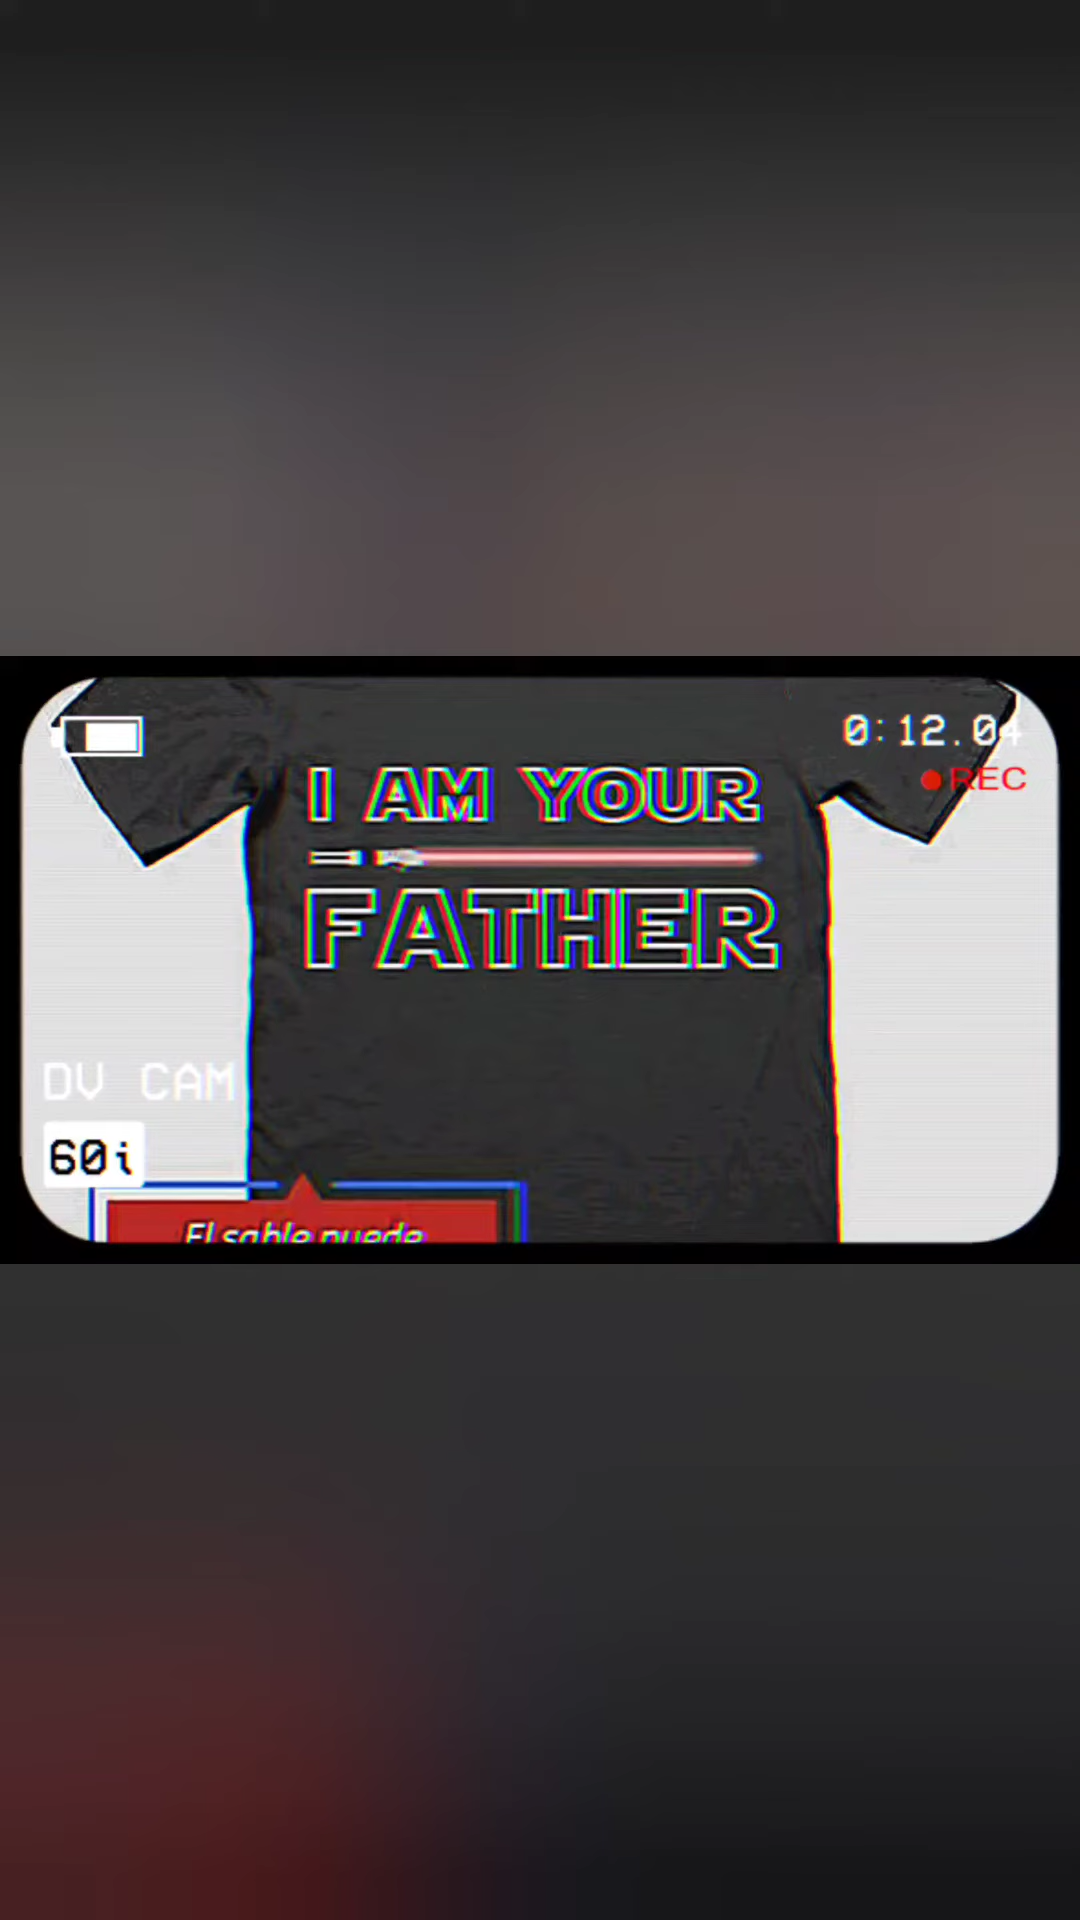 0:12.04
REC
I AM YOUR
FATHER
DV CAM
60i
El sable puede